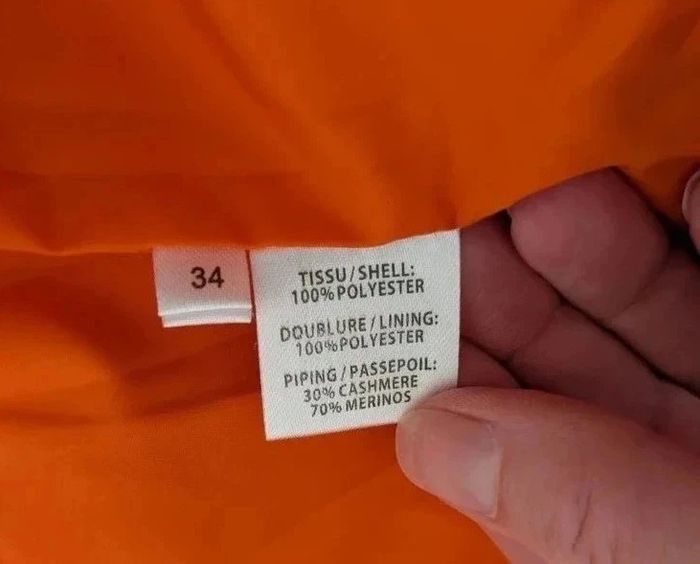 34
TISSU/SHELL:
100%POLYESTER
DOUBLURE/LINING:
100%POLYESTER
PIPING/PASSEPOIL:
30% CASHMERE
70% MERINOS